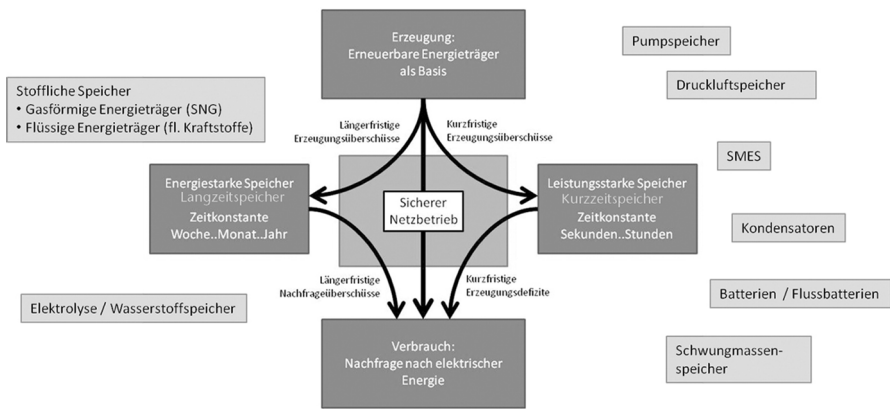 Erzeugung:
Erneuerbare Energieträger
als Basis
Pumpspeicher
Druckluftspeicher
Stoffliche Speicher
• Gasförmige Energieträger (SNG)
• Flüssige Energieträger (fl. Kraftstoffe)
Längerfristige
Erzeugungsüberschüsse
Kurzfristige
Erzeugungsüberschüsse
SMES
Energiestarke Speicher
Langzeitspeicher
Zeitkonstante
Woche..Monat..Jahr
Sicherer
Netzbetrieb
Leistungsstarke Speicher
Kurzzeitspeicher
Zeitkonstante
Sekunden..Stunden
Kondensatoren
Längerfristige
Nachfrageüberschüsse
Kurzfristige
Erzeugungsdefizite
Batterien / Flussbatterien
Elektrolyse / Wasserstoffspeicher
Verbrauch:
Nachfrage nach elektrischer
Energie
Schwungmassen-
speicher